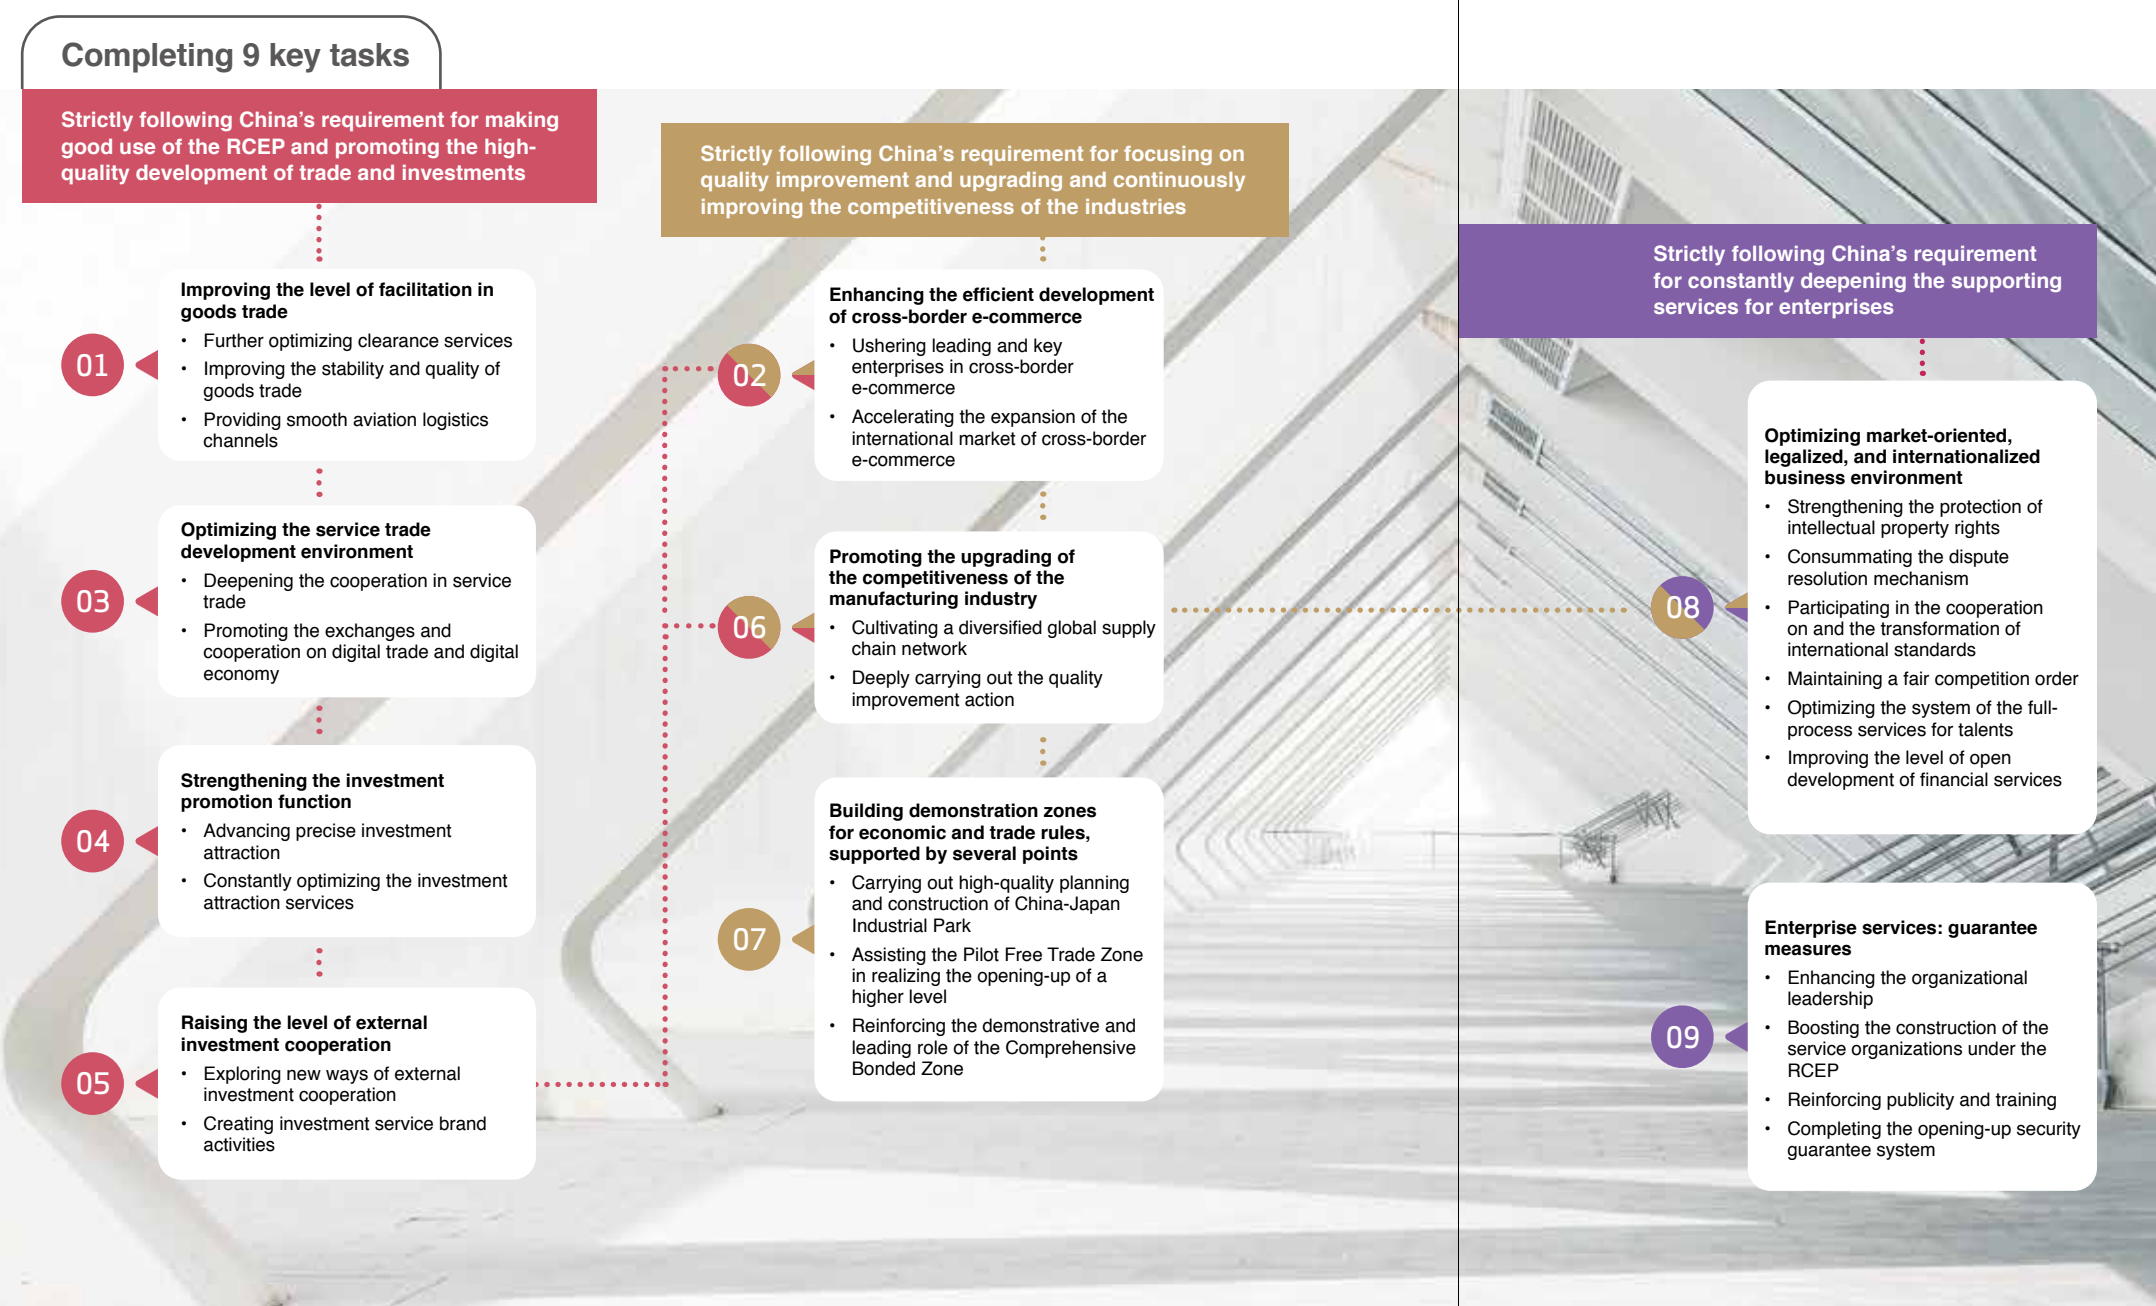 Completing 9 key tasks
Strictly following China's requirement for making
good use of the RCEP and promoting the high-
quality development of trade and investments
01
Improving the level of facilitation in
goods trade
• Further optimizing clearance services
• Improving the stability and quality of
goods trade
• Providing smooth aviation logistics
channels
03
Optimizing the service trade
development environment
• Deepening the cooperation in service
trade
• Promoting the exchanges and
cooperation on digital trade and digital
economy
04
Strengthening the investment
promotion function
• Advancing precise investment
attraction
• Constantly optimizing the investment
attraction services
05
Raising the level of external
investment cooperation
• Exploring new ways of external
investment cooperation
• Creating investment service brand
activities
Strictly following China's requirement for focusing on
quality improvement and upgrading and continuously
improving the competitiveness of the industries
02
Enhancing the efficient development
of cross-border e-commerce
• Ushering leading and key
enterprises in cross-border
e-commerce
• Accelerating the expansion of the
international market of cross-border
e-commerce
06
Promoting the upgrading of
the competitiveness of the
manufacturing industry
• Cultivating a diversified global supply
chain network
• Deeply carrying out the quality
improvement action
07
Building demonstration zones
for economic and trade rules,
supported by several points
• Carrying out high-quality planning
and construction of China-Japan
Industrial Park
• Assisting the Pilot Free Trade Zone
in realizing the opening-up of a
higher level
• Reinforcing the demonstrative and
leading role of the Comprehensive
Bonded Zone
Strictly following China's requirement
for constantly deepening the supporting
services for enterprises
08
Optimizing market-oriented,
legalized, and internationalized
business environment
• Strengthening the protection of
intellectual property rights
• Consummating the dispute
resolution mechanism
• Participating in the cooperation
on and the transformation of
international standards
• Maintaining a fair competition order
• Optimizing the system of the full-
process services for talents
• Improving the level of open
development of financial services
09
Enterprise services: guarantee
measures
• Enhancing the organizational
leadership
• Boosting the construction of the
service organizations under the
RCEP
• Reinforcing publicity and training
• Completing the opening-up security
guarantee system